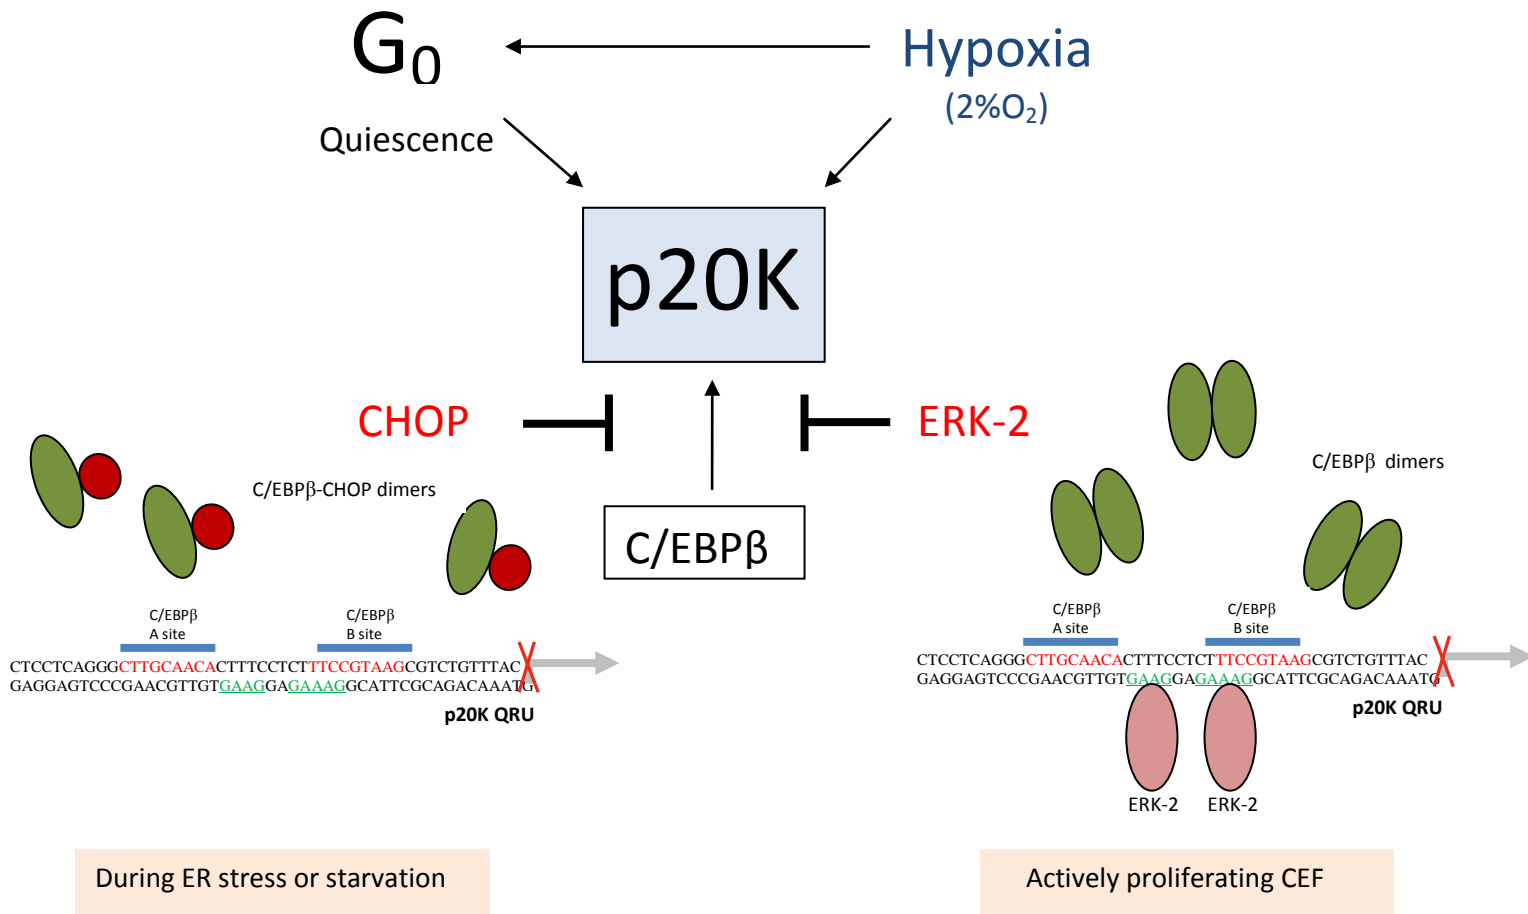 G0
Hypoxia
(2%O2)
Quiescence
p20K
CHOP
ERK-2
C/EBPβ
C/EBPβ-CHOP dimers
C/EBPβ
A site
C/EBPβ
B site
CTCCTCAGGGCTTGCAACACTTTCCTCTTTCCGTAAGCGTCTGTTTAC
GAGGAGTCCCGAACGTTGTGAAGGAGAAAGGCATTCGCAGACAAATG
p20K QRU
During ER stress or starvation
C/EBPβ dimers
C/EBPβ
A site
C/EBPβ
B site
CTCCTCAGGGCTTGCAACACTTTCCTCTTTCCGTAAGCGTCTGTTTAC
GAGGAGTCCCGAACGTTGTGAAGGAGAAAGGCATTCGCAGACAAATG
p20K QRU
ERK-2
ERK-2
Actively proliferating CEF